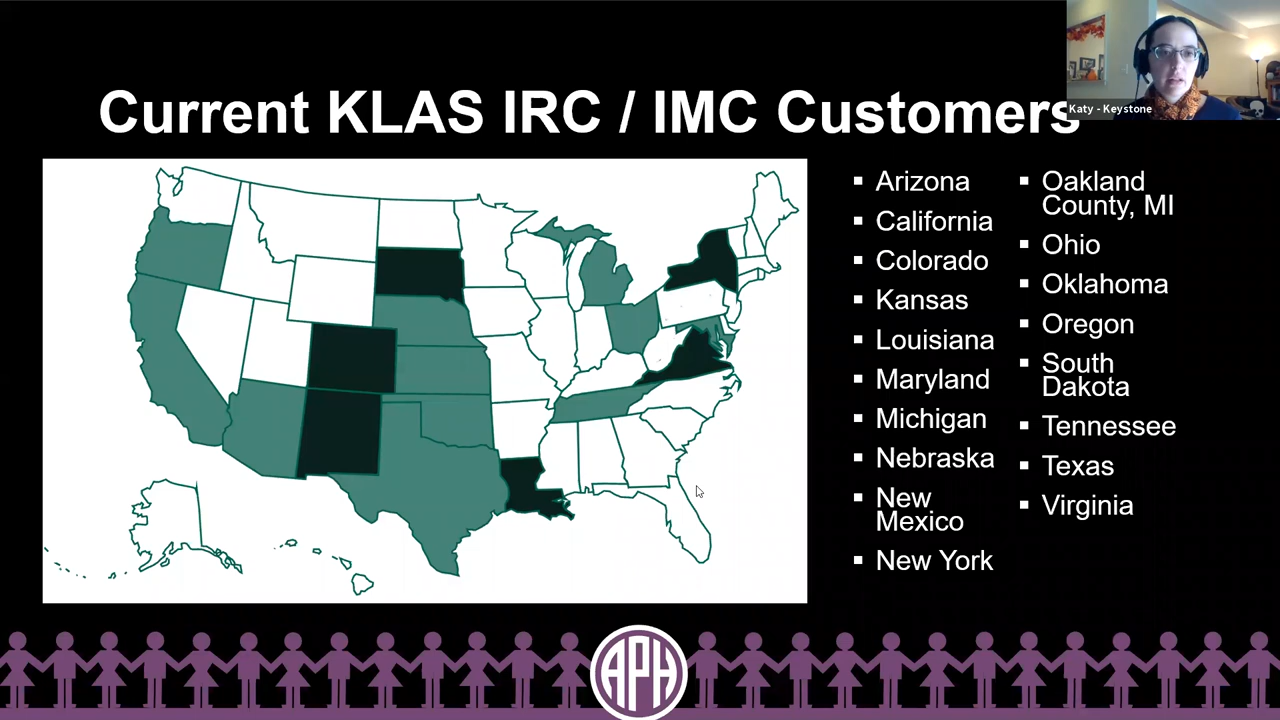 Current KLAS IRC / IMC Customers
Katy - Keystone
Arizona
California
Colorado
Kansas
Louisiana
Maryland
Michigan
Nebraska
New
Mexico
New York
Oakland
County, MI
Ohio
Oklahoma
Oregon
South
Dakota
Tennessee
Texas
Virginia
APH